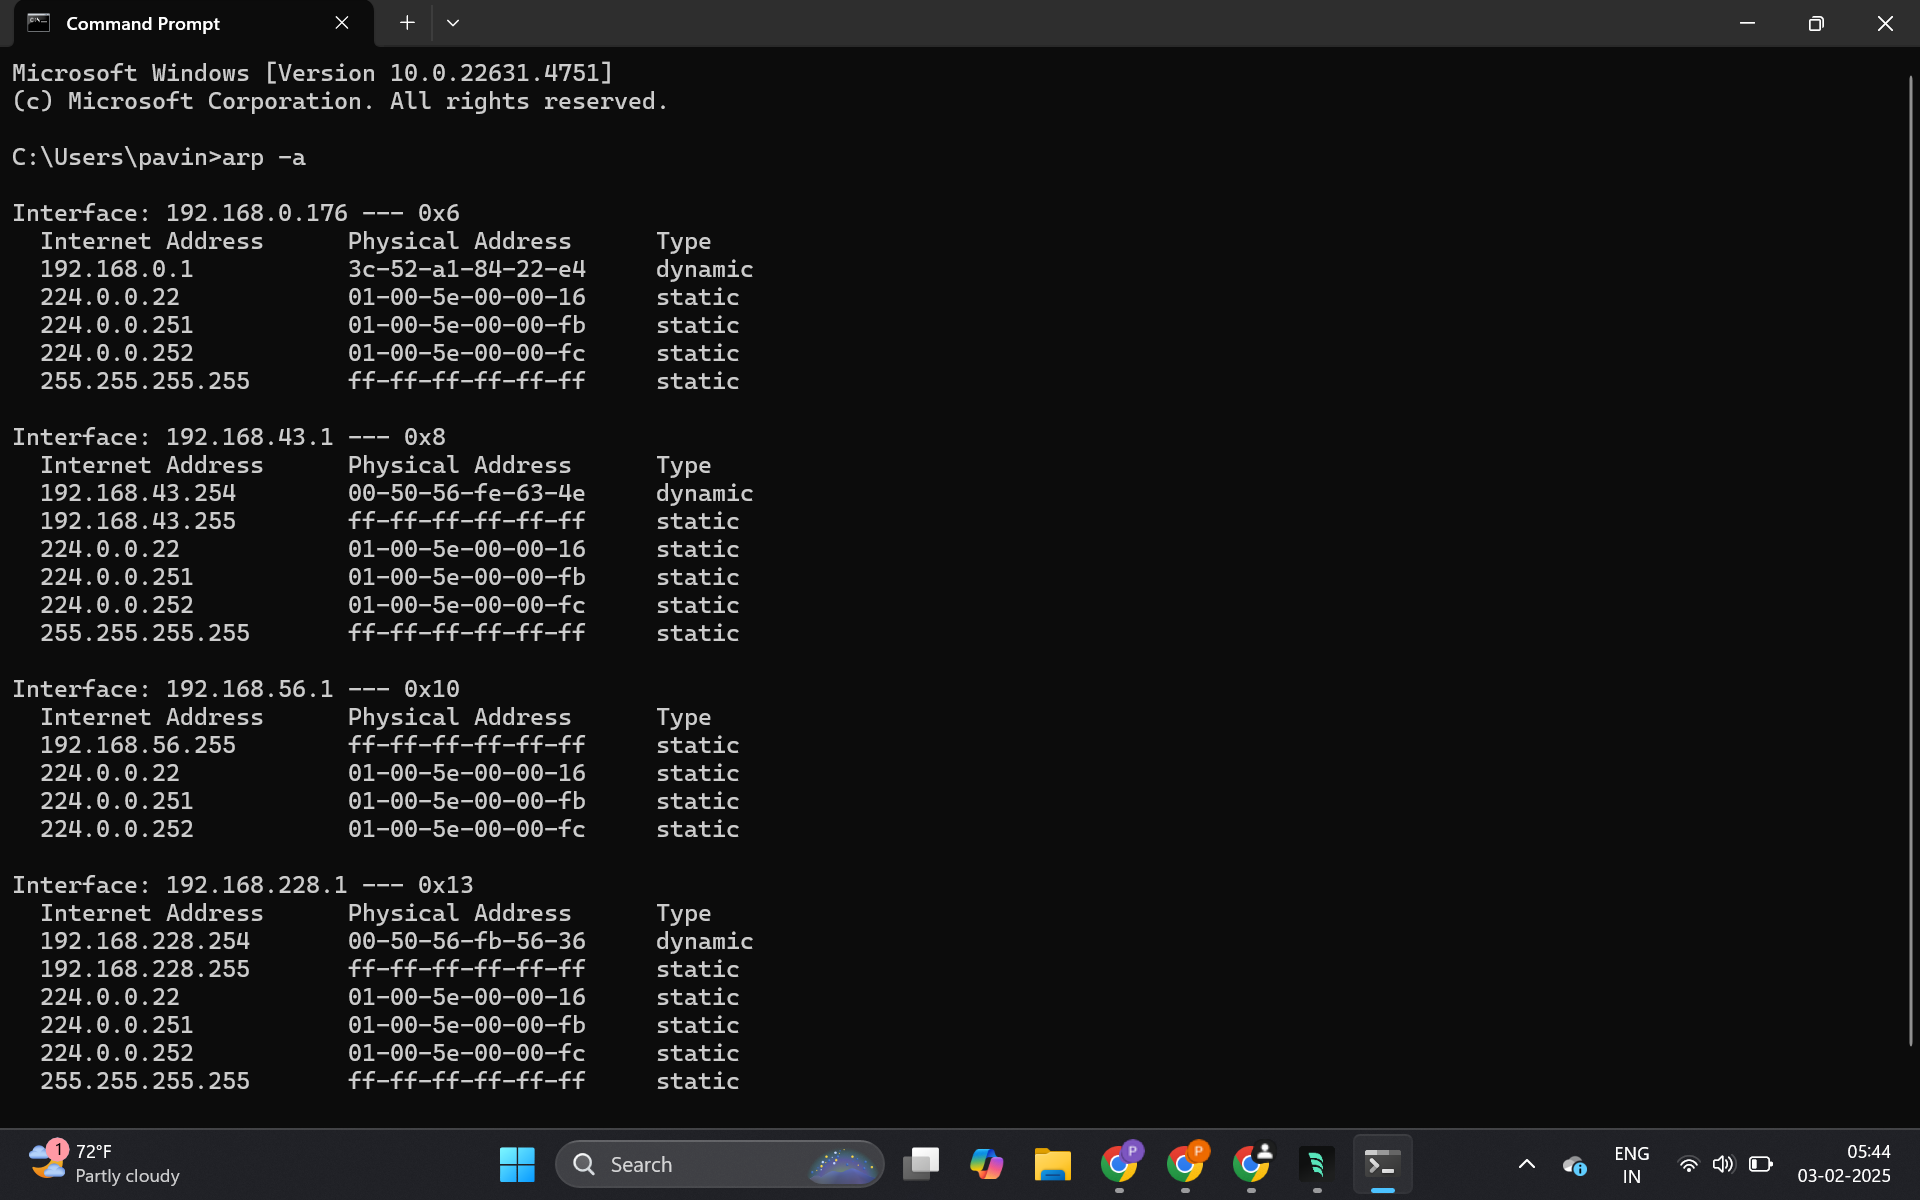 Command Prompt
Microsoft Windows [Version 10.0.22631.4751]
(c) Microsoft Corporation. All rights reserved.
C:\Users\pavin>arp -a
Interface: 192.168.0.176 --- 0x6
  Internet Address      Physical Address      Type
  192.168.0.1           3c-52-a1-84-22-e4     dynamic
  224.0.0.22            01-00-5e-00-00-16     static
  224.0.0.251           01-00-5e-00-00-fb     static
  224.0.0.252           01-00-5e-00-00-fc     static
  255.255.255.255       ff-ff-ff-ff-ff-ff     static
Interface: 192.168.43.1 --- 0x8
  Internet Address      Physical Address      Type
  192.168.43.254        00-50-56-fe-63-4e     dynamic
  192.168.43.255        ff-ff-ff-ff-ff-ff     static
  224.0.0.22            01-00-5e-00-00-16     static
  224.0.0.251           01-00-5e-00-00-fb     static
  224.0.0.252           01-00-5e-00-00-fc     static
  255.255.255.255       ff-ff-ff-ff-ff-ff     static
Interface: 192.168.56.1 --- 0x10
  Internet Address      Physical Address      Type
  192.168.56.255        ff-ff-ff-ff-ff-ff     static
  224.0.0.22            01-00-5e-00-00-16     static
  224.0.0.251           01-00-5e-00-00-fb     static
  224.0.0.252           01-00-5e-00-00-fc     static
Interface: 192.168.228.1 --- 0x13
  Internet Address      Physical Address      Type
  192.168.228.254       00-50-56-fb-56-36     dynamic
  192.168.228.255       ff-ff-ff-ff-ff-ff     static
  224.0.0.22            01-00-5e-00-00-16     static
  224.0.0.251           01-00-5e-00-00-fb     static
  224.0.0.252           01-00-5e-00-00-fc     static
  255.255.255.255       ff-ff-ff-ff-ff-ff     static
1
72°F
Partly cloudy
Search
P
P
ENG
IN
05:44
03-02-2025